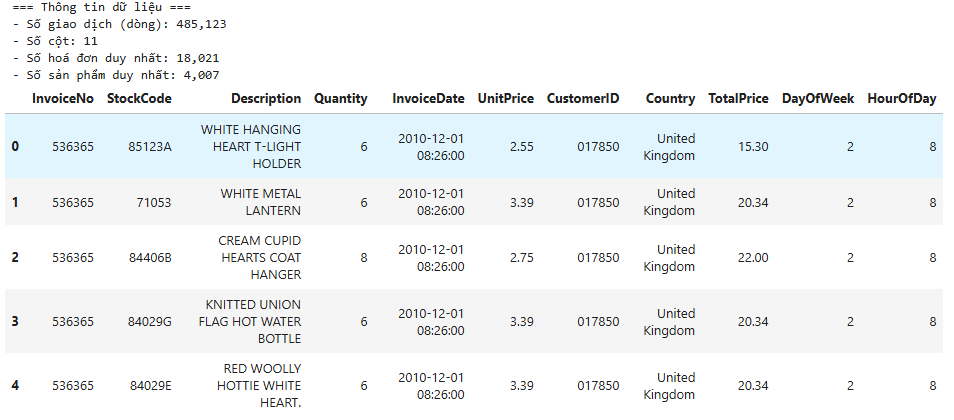 === Thông tin dữ liệu ===
- Số giao dịch (dòng): 485,123
- Số cột: 11
- Số hoá đơn duy nhất: 18,021
- Số sản phẩm duy nhất: 4,007
InvoiceNo StockCode Description Quantity InvoiceDate UnitPrice CustomerID Country TotalPrice DayOfWeek HourOfDay
0 536365 85123A WHITE HANGING HEART T-LIGHT HOLDER 6 2010-12-01 08:26:00 2.55 017850 United Kingdom 15.30 2 8
1 536365 71053 WHITE METAL LANTERN 6 2010-12-01 08:26:00 3.39 017850 United Kingdom 20.34 2 8
2 536365 84406B CREAM CUPID HEARTS COAT HANGER 8 2010-12-01 08:26:00 2.75 017850 United Kingdom 22.00 2 8
3 536365 84029G KNITTED UNION FLAG HOT WATER BOTTLE 6 2010-12-01 08:26:00 3.39 017850 United Kingdom 20.34 2 8
4 536365 84029E RED WOOLLY HOTTIE WHITE HEART. 6 2010-12-01 08:26:00 3.39 017850 United Kingdom 20.34 2 8